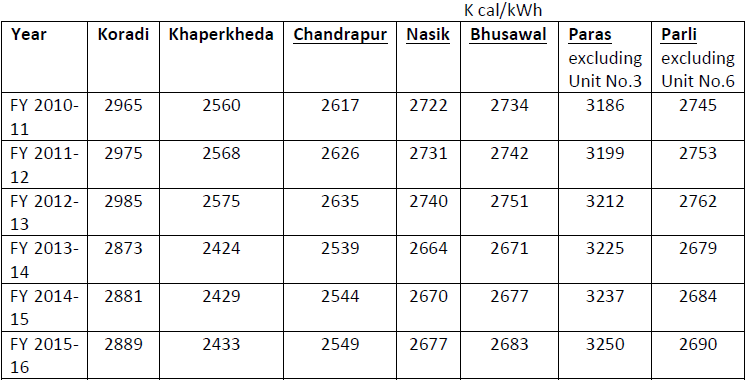 K cal/kWh
Year Koradi Khaperkheda Chandrapur Nasik Bhusawal Paras Parli
excluding excluding
Unit No.3 Unit No.6
FY 2010- 2965 2560 2617 2722 2734 3186 2745
11
FY 2011- 2975 2568 2626 2731 2742 3199 2753
12
FY 2012- 2985 2575 2635 2740 2751 3212 2762
13
FY 2013- 2873 2424 2539 2664 2671 3225 2679
14
FY 2014- 2881 2429 2544 2670 2677 3237 2684
15
FY 2015- 2889 2433 2549 2677 2683 3250 2690
16